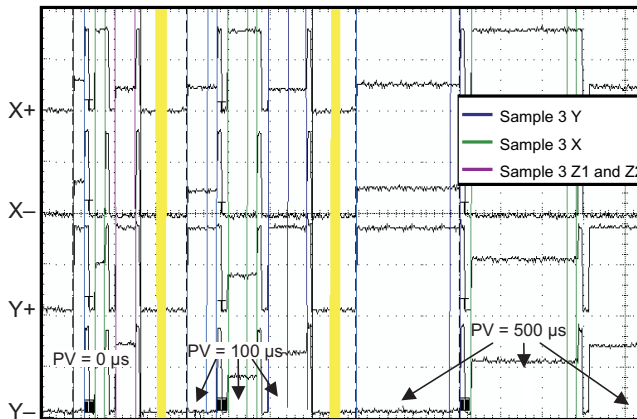 X+
Sample 3 Y
Sample 3 X
Sample 3 Z1 and Z2
X–
Y+
PV = 0 µs
PV = 100 µs
PV = 500 µs
Y–